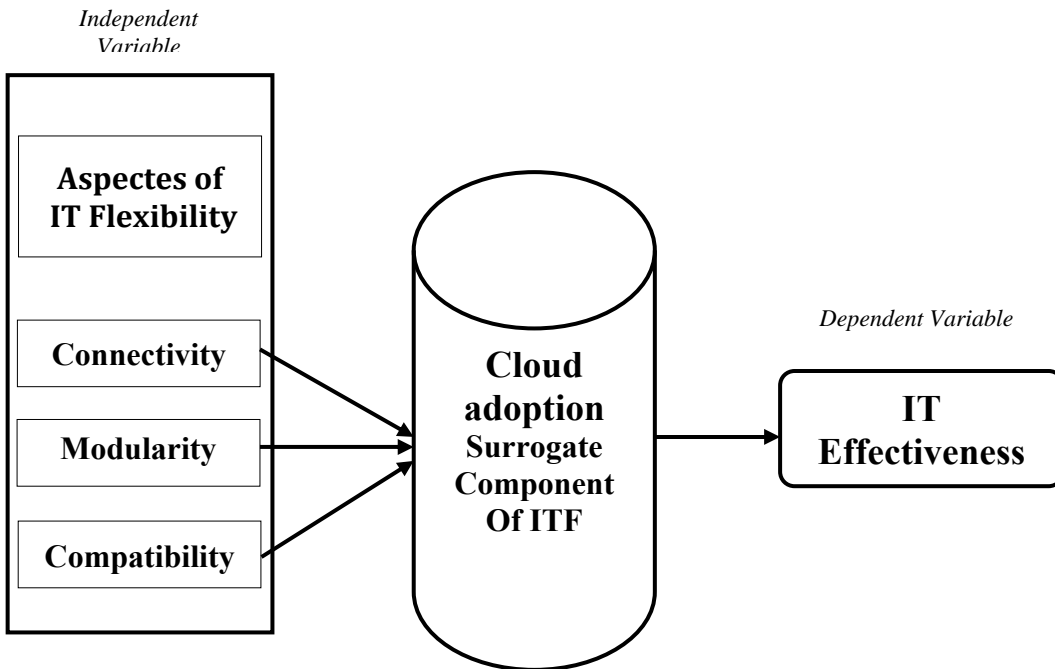 Independent
Variable
Aspectes of
IT Flexibility
Connectivity
Modularity
Compatibility
Cloud
adoption
Surrogate
Component
Of ITF
Dependent Variable
IT
Effectiveness